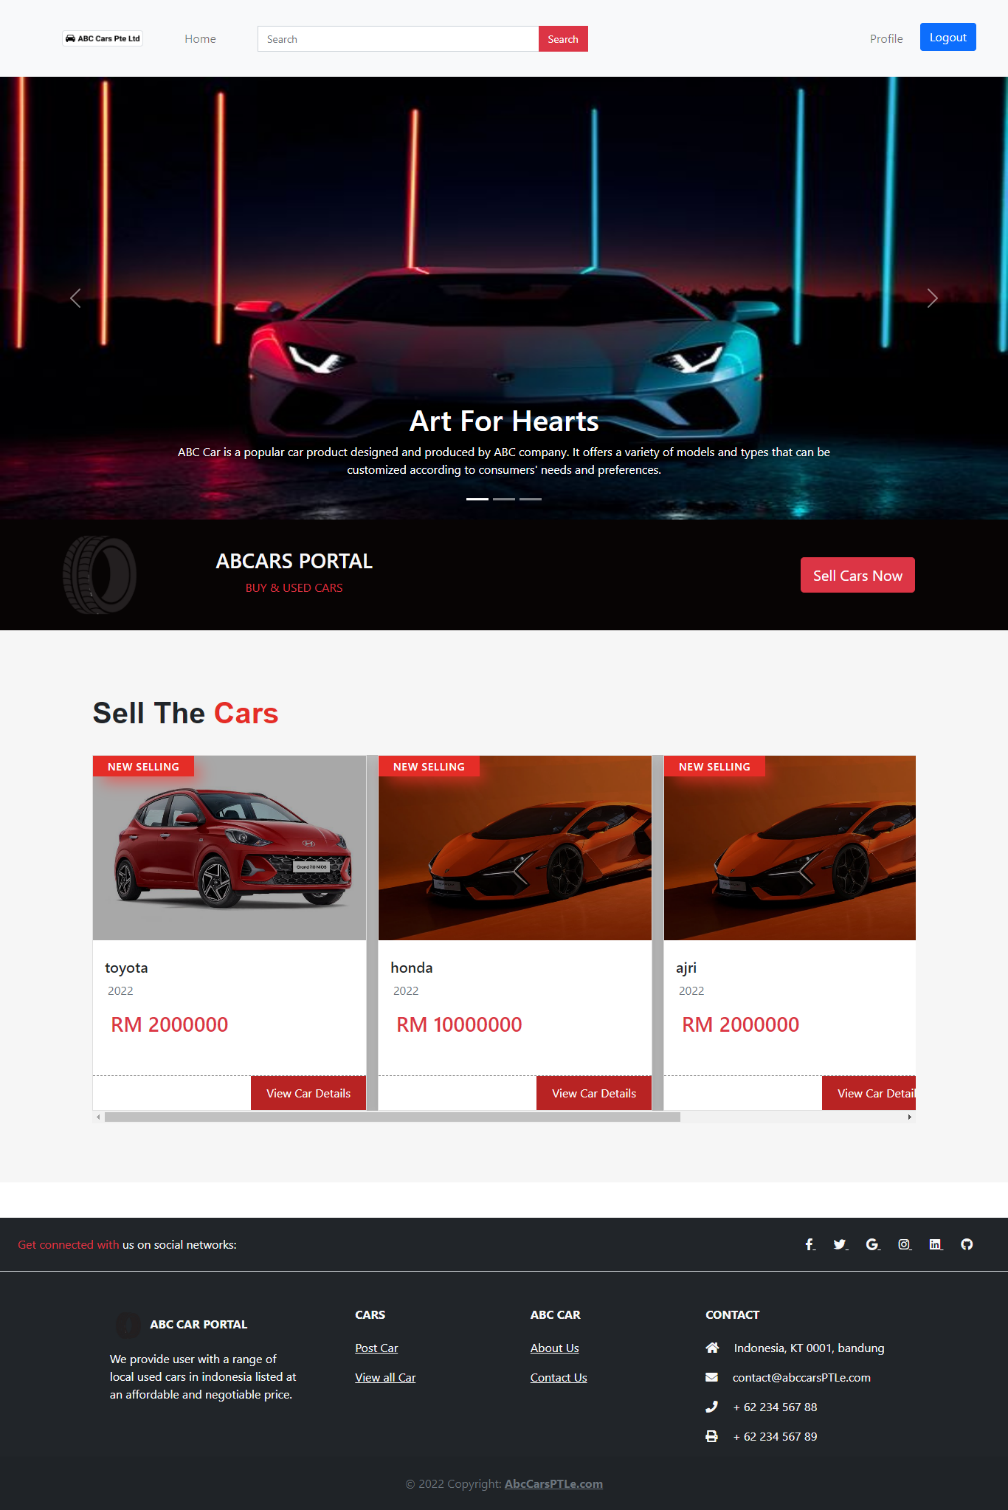 ABC Cars Pte Ltd
Home
Search
Search
Profile
Logout
Art For Hearts
ABC Car is a popular car product designed and produced by ABC company. It offers a variety of models and types that can be
customized according to consumers' needs and preferences.
ABCARS PORTAL
BUY & USED CARS
Sell Cars Now
Sell The Cars
NEW SELLING
NEW SELLING
NEW SELLING
toyota
2022
RM 2000000
View Car Details
honda
2022
RM 10000000
View Car Details
ajri
2022
RM 2000000
View Car Detail
Get connected with us on social networks:
ABC CAR PORTAL
We provide user with a range of
local used cars in indonesia listed at
an affordable and negotiable price.
CARS
Post Car
View all Car
ABC CAR
About Us
Contact Us
CONTACT
Indonesia, KT 0001, bandung
contact@abccarsPTLe.com
+ 62 234 567 88
+ 62 234 567 89
© 2022 Copyright: AbcCarsPTLe.com